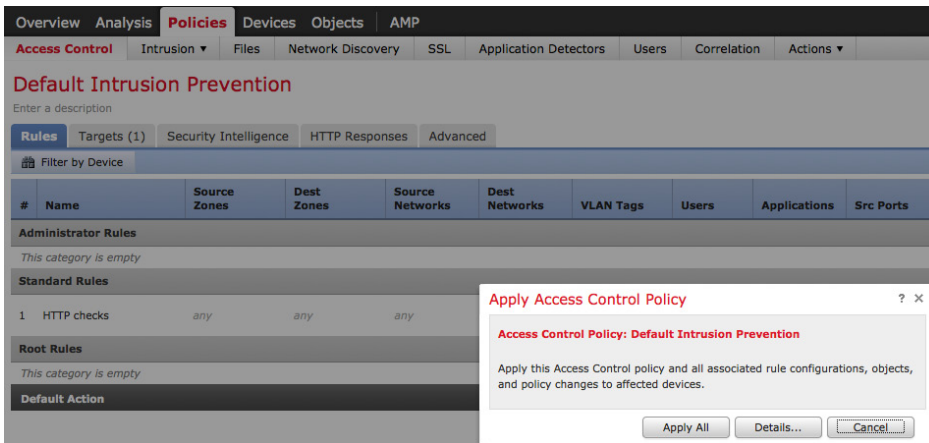 Overview Analysis Policies Devices Objects AMP
Access Control Intrusion ▼ Files Network Discovery SSL Application Detectors Users Correlation Actions ▼
Default Intrusion Prevention
Enter a description
Rules Targets (1) Security Intelligence HTTP Responses Advanced
Filter by Device
# Name Source Zones Dest Zones Source Networks Dest Networks VLAN Tags Users Applications Src Ports
Administrator Rules
This category is empty
Standard Rules
1 HTTP checks any any any
Root Rules
This category is empty
Default Action
Apply Access Control Policy ? ×
Access Control Policy: Default Intrusion Prevention
Apply this Access Control policy and all associated rule configurations, objects,
and policy changes to affected devices.
Apply All Details... Cancel